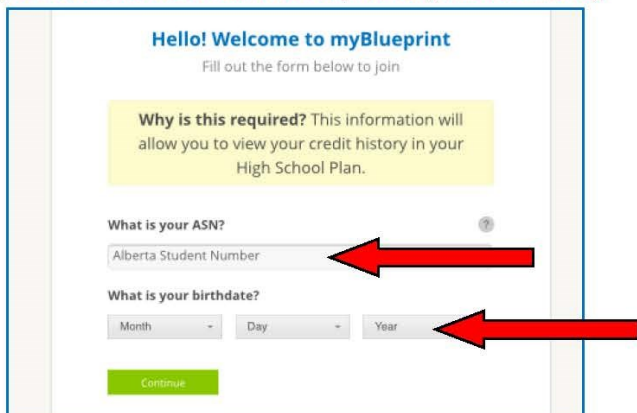 Hello! Welcome to myBlueprint
Fill out the form below to join
Why is this required? This information will
allow you to view your credit history in your
High School Plan.
What is your ASN?
?
Alberta Student Number
What is your birthdate?
Month Day Year
Continue